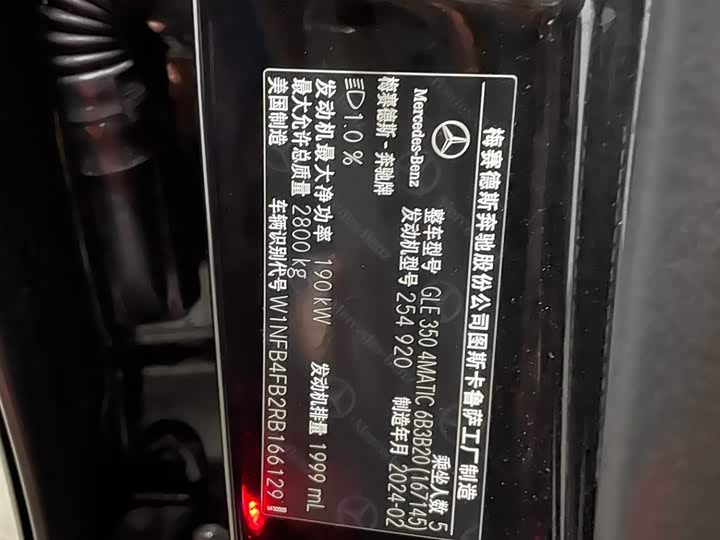 梅赛德斯奔驰股份公司图斯卡鲁萨工厂制造
Mercedes-Benz
梅赛德斯-奔驰牌
乘坐人数 5
整车型号 GLE 350 4MATIC 6B3B20 (167145
发动机型号 254 920
制造年月 2024-02
1.0 %
发动机最大净功率 190 kW
发动机排量 1999 mL
最大允许总质量 2800 kg
美国制造
车辆识别代号 W1NFB4FB2RB166129